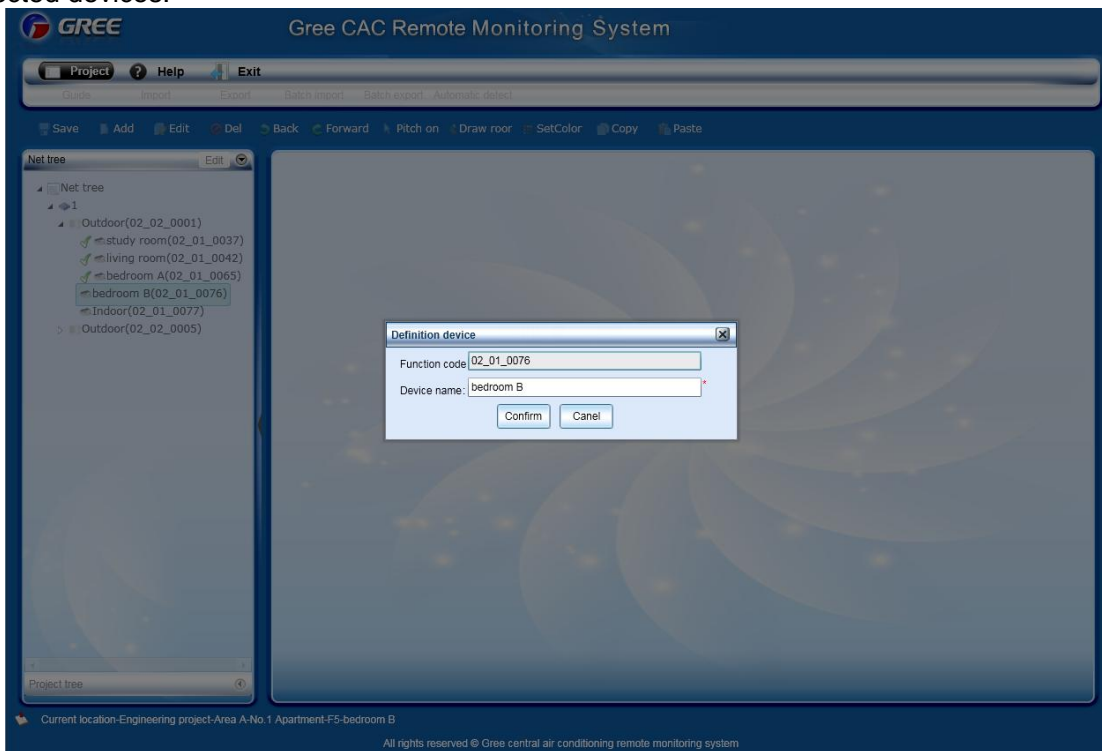 GREE
Gree CAC Remote Monitoring System
Project Help Exit
Guide Import Export Batch import Batch export Automatic detect
Save Add Edit Del Back Forward Pitch on Draw roor SetColor Copy Paste
Net tree Edit
Net tree
1
Outdoor(02_02_0001)
study room(02_01_0037)
living room(02_01_0042)
bedroom A(02_01_0065)
bedroom B(02_01_0076)
Indoor(02_01_0077)
Outdoor(02_02_0005)
Definition device
Function code 02_01_0076
Device name: bedroom B *
Confirm Canel
Project tree
Current location-Engineering project-Area A-No.1 Apartment-F5-bedroom B
All rights reserved © Gree central air conditioning remote monitoring system